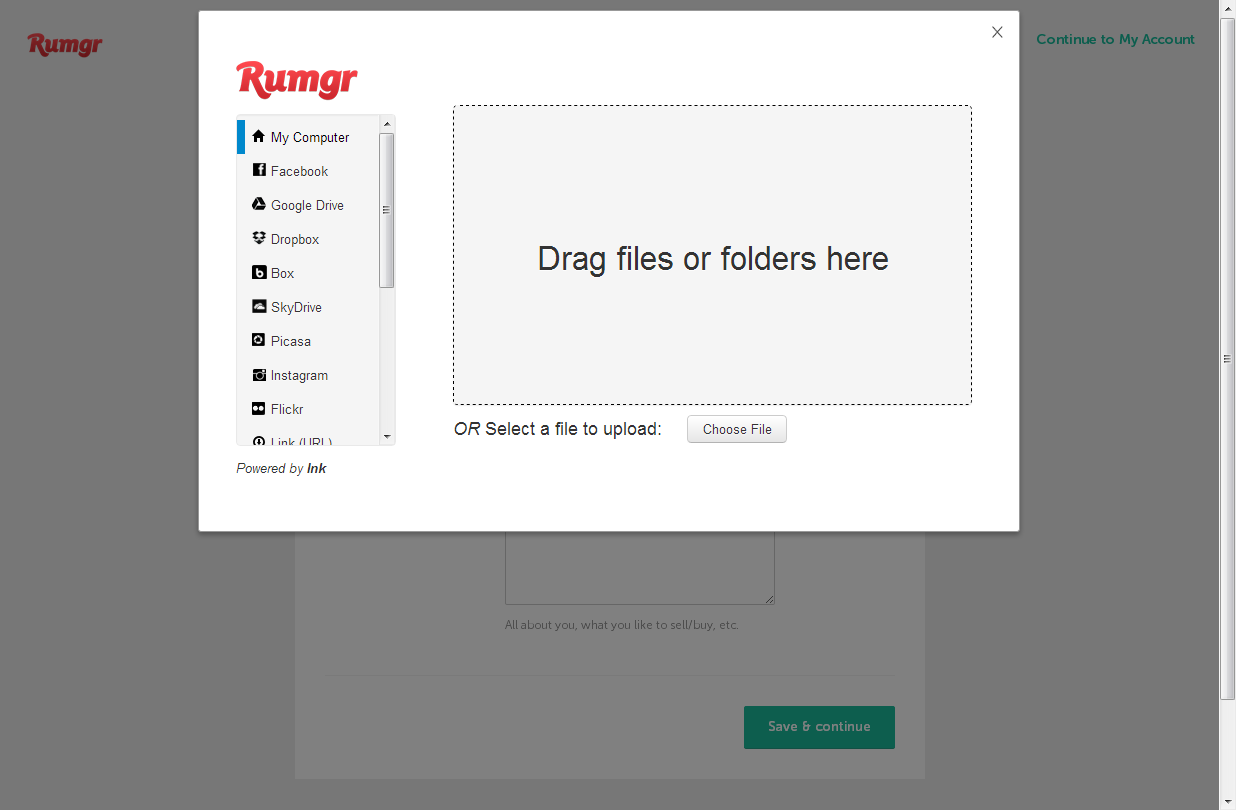 Rumgr
Continue to My Account
Rumgr
My Computer
Facebook
Google Drive
Dropbox
Box
SkyDrive
Picasa
Instagram
Flickr
Link (URL)
Powered by Ink
Drag files or folders here
OR Select a file to upload:
Choose File
All about you, what you like to sell/buy, etc.
Save & continue